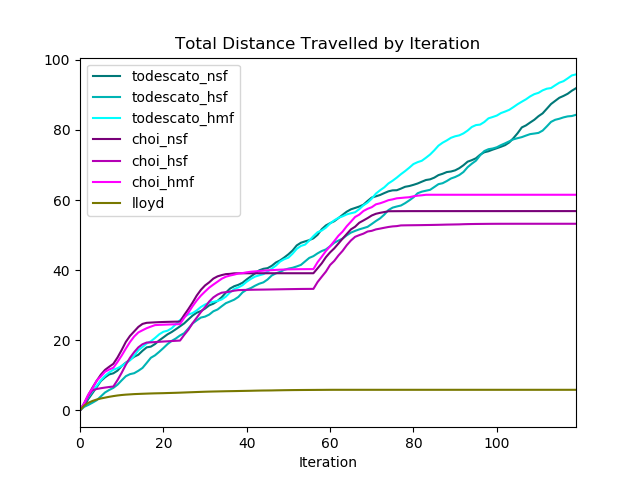 Total Distance Travelled by Iteration
100
80
60
40
20
0
todescato_nsf
todescato_hsf
todescato_hmf
choi_nsf
choi_hsf
choi_hmf
lloyd
0 20 40 60 80 100
Iteration